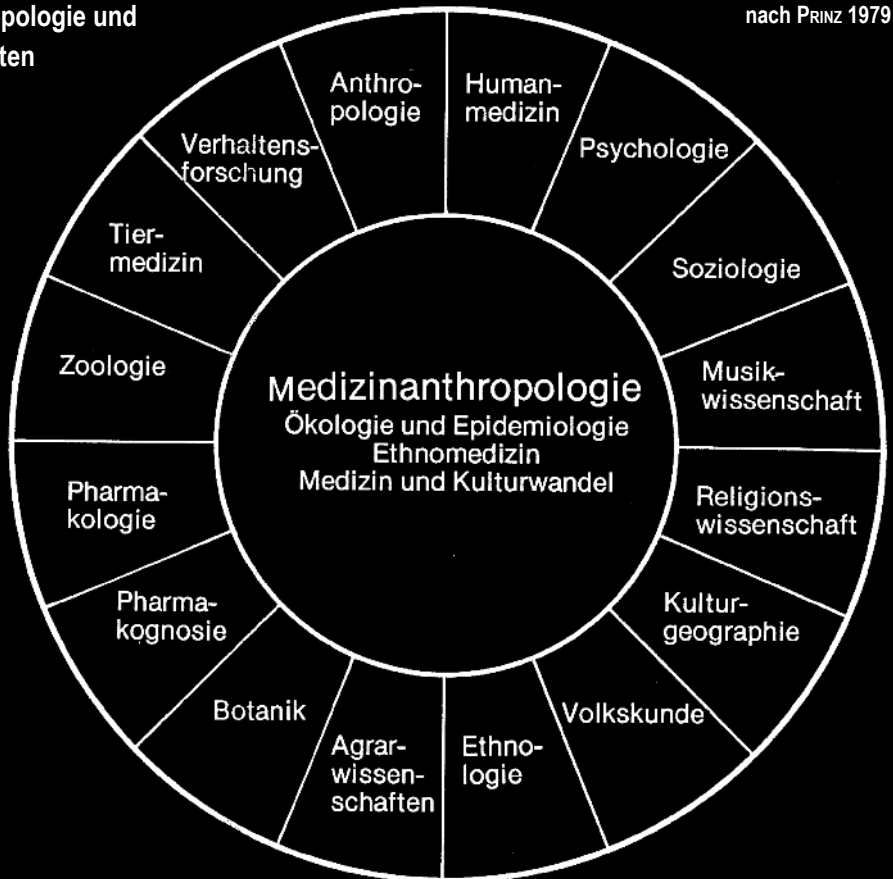 nach PRINZ 1979
pologie und
ten
Anthro-
pologie
Human-
medizin
Psychologie
Soziologie
Musik-
wissenschaft
Religions-
wissenschaft
Kultur-
geographie
Volkskunde
Ethno-
logie
Agrar-
wissen-
schaften
Botanik
Pharma-
kognosie
Pharma-
kologie
Zoologie
Tier-
medizin
Verhaltens-
forschung
Medizinanthropologie
Ökologie und Epidemiologie
Ethnomedizin
Medizin und Kulturwandel